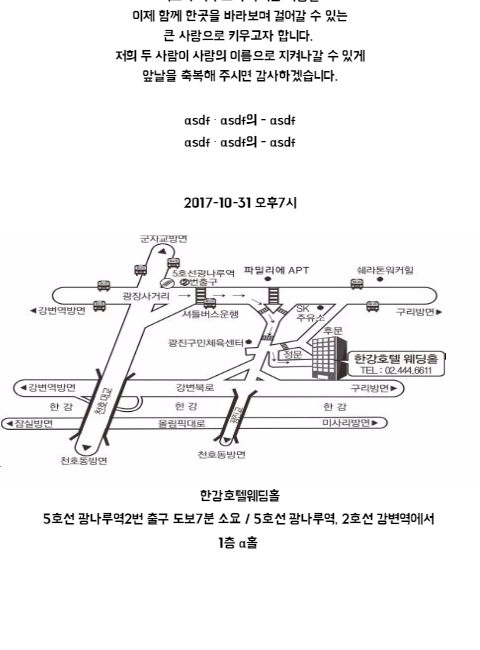 이제 함께 한곳을 바라보며 걸어갈 수 있는
큰 사랑으로 키우고자 합니다.
저희 두 사람이 사랑의 이름으로 지켜나갈 수 있게
앞날을 축복해 주시면 감사하겠습니다.
asdf · asdf의 - asdf
asdf · asdf의 - asdf
2017-10-31 오후7시
군자교방면
5호선광나루역
②번출구
파밀리에 APT
쉐라톤워커힐
광장사거리
셔틀버스운행
SK
주유소
◀강변역방면
구리방면▶
후문
광진구민체육센터
정문
한강호텔 웨딩홀
TEL : 02.444.6611
◀강변역방면
강변북로
구리방면▶
천호대교
광진교
한 강
한 강
한 강
◀잠실방면
올림픽대로
미사리방면▶
천호동방면
천호동방면
한강호텔웨딩홀
5호선 광나루역2번 출구 도보7분 소요 / 5호선 광나루역, 2호선 강변역에서
1층 a홀